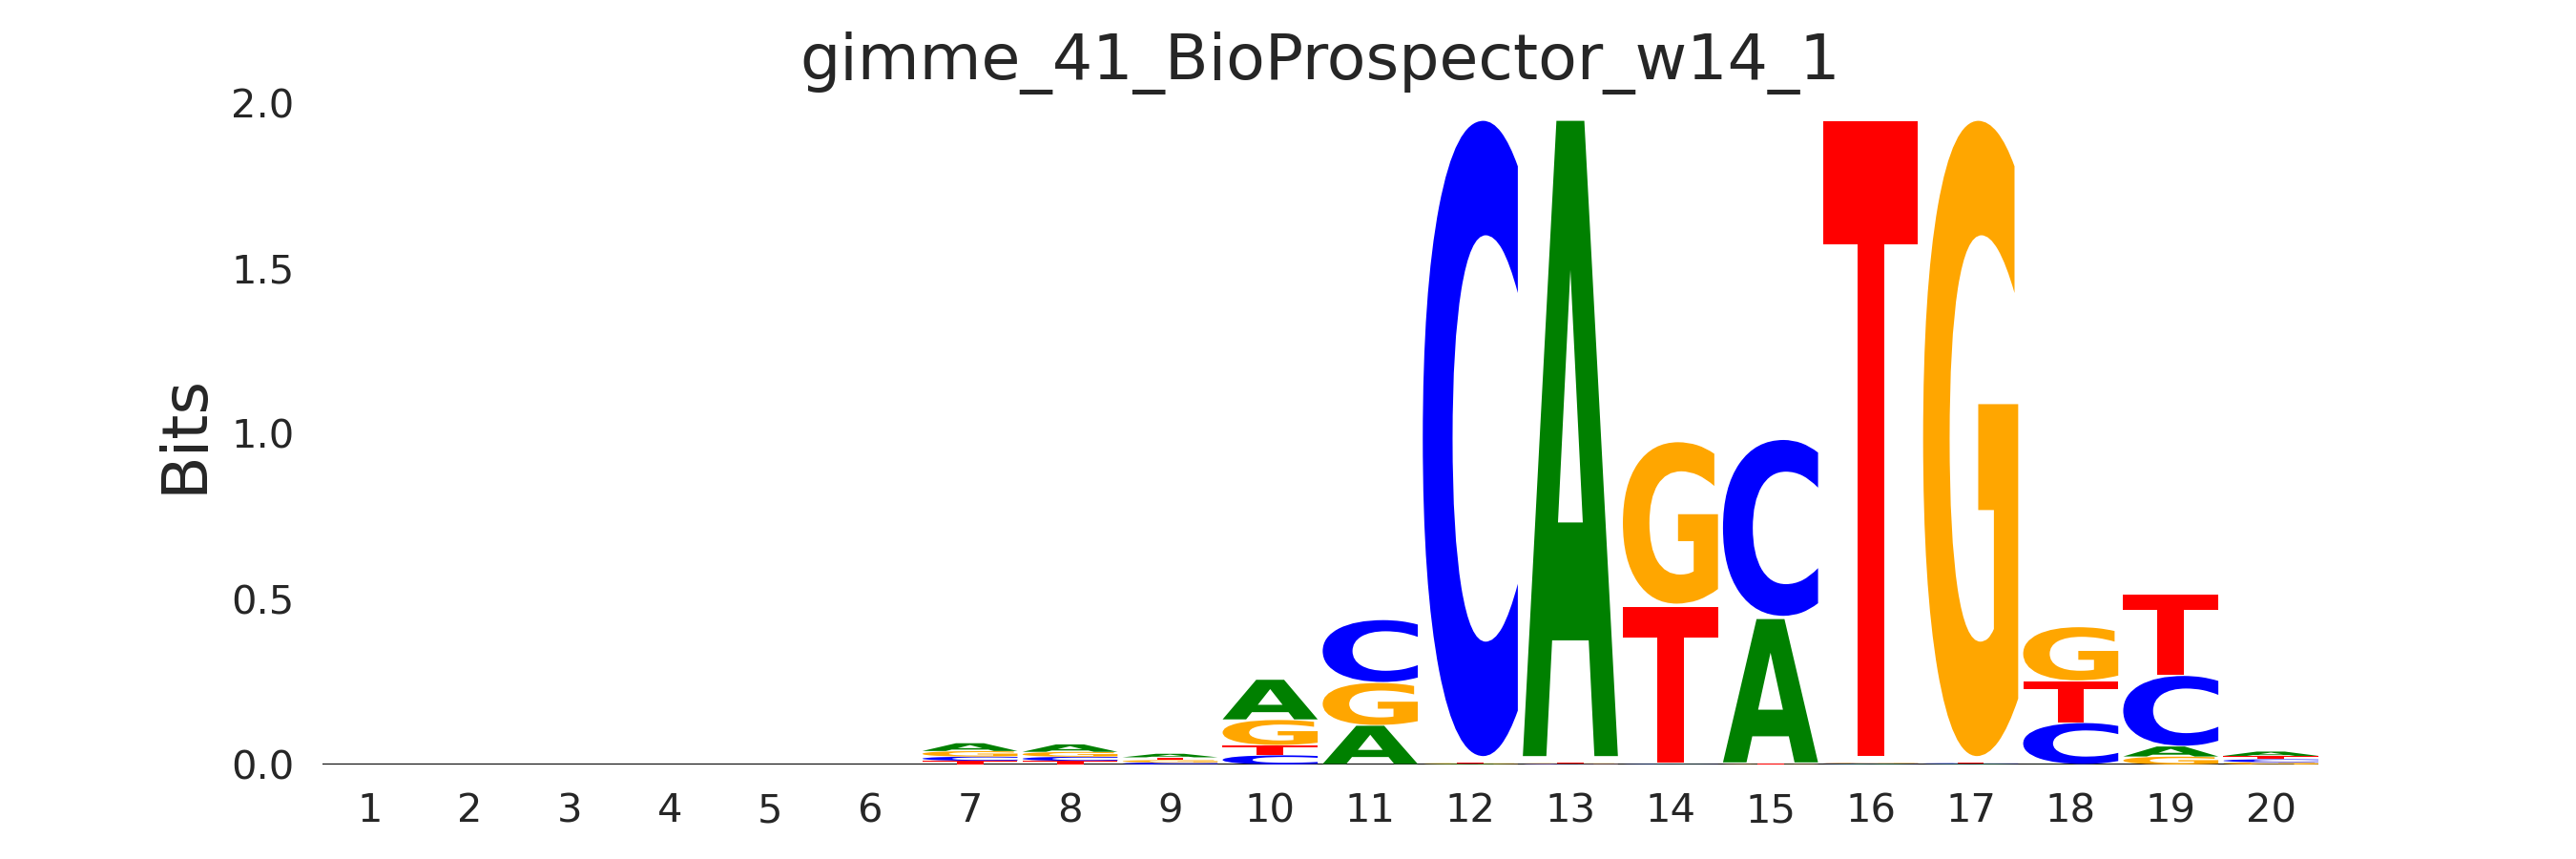 gimme_41_BioProspector_w14_1
2.0
1.5
1.0
0.5
0.0
Bits
A G T C
C G A
C
A
G T
C A
T
G
G T C
T C A G
1 2 3 4 5 6 7 8 9 10 11 12 13 14 15 16 17 18 19 20